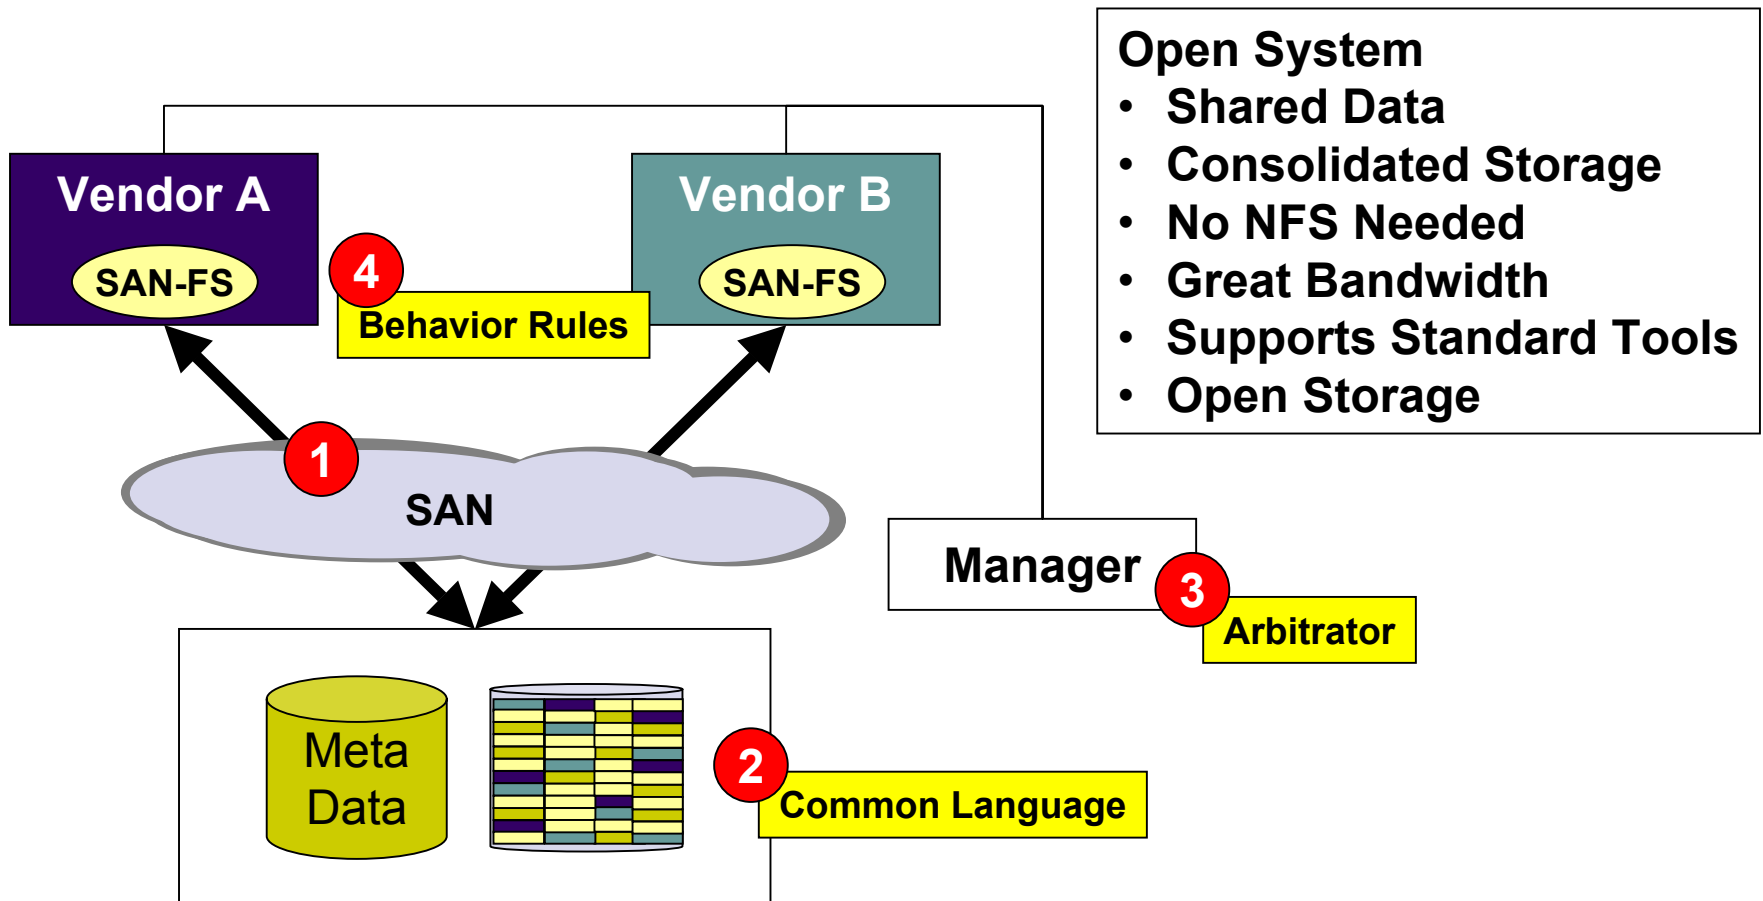 Open System
• Shared Data
• Consolidated Storage
• No NFS Needed
• Great Bandwidth
• Supports Standard Tools
• Open Storage
Vendor A
SAN-FS
Vendor B
SAN-FS
4
Behavior Rules
1
SAN
Manager
3
Arbitrator
Meta
Data
2
Common Language